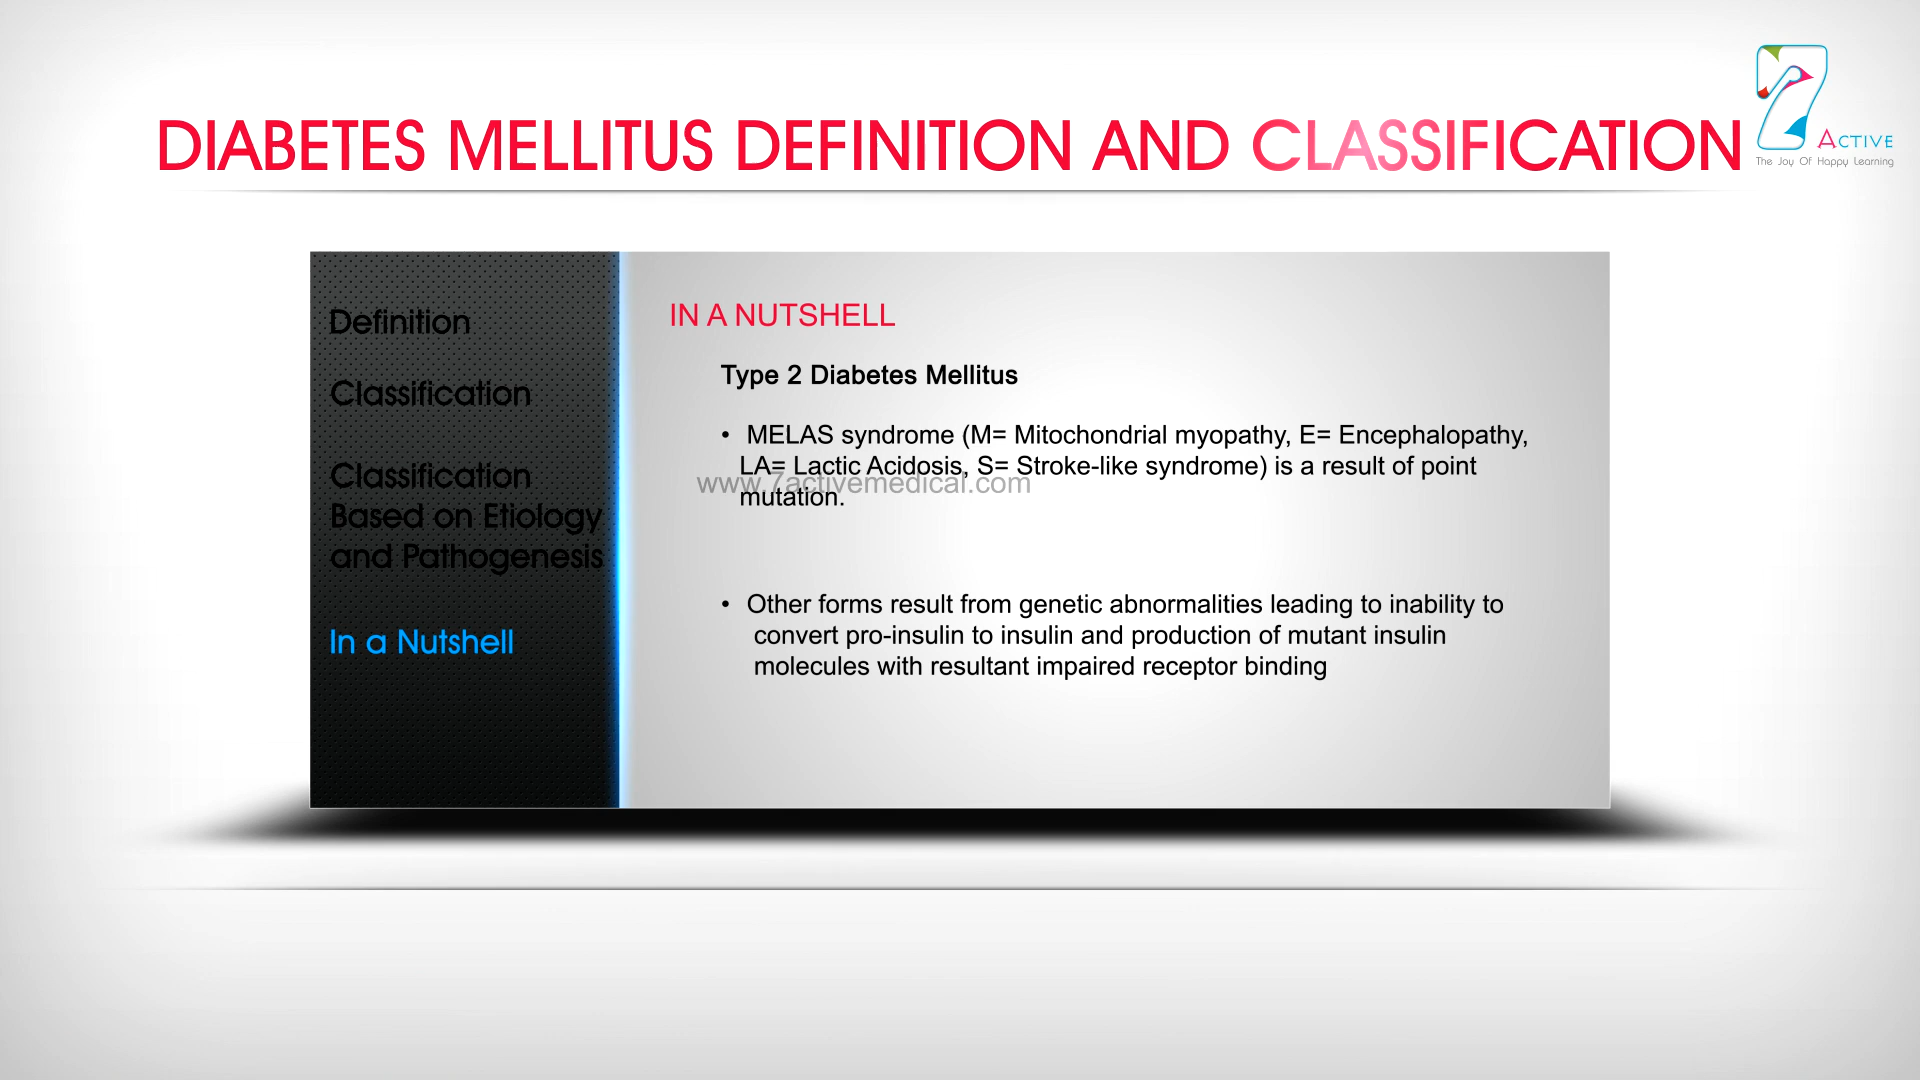 DIABETES MELLITUS DEFINITION AND CLASSIFICATION
7 ACTIVE
The Joy Of Happy Learning
Definition
Classification
Classification
Based on Etiology
and Pathogenesis
In a Nutshell
IN A NUTSHELL
Type 2 Diabetes Mellitus
• MELAS syndrome (M= Mitochondrial myopathy, E= Encephalopathy,
LA= Lactic Acidosis, S= Stroke-like syndrome) is a result of point
www.7activemedical.com
mutation.
• Other forms result from genetic abnormalities leading to inability to
convert pro-insulin to insulin and production of mutant insulin
molecules with resultant impaired receptor binding